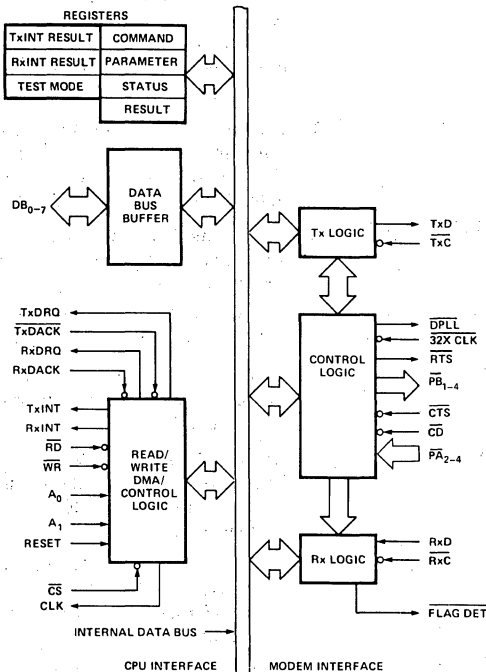 REGISTERS
TxINT RESULT COMMAND
RxINT RESULT PARAMETER
TEST MODE STATUS
RESULT
DB0–7
DATA
BUS
BUFFER
Tx LOGIC
TxD
TxC
TxDRQ
TxDACK
RxDRQ
RxDACK
TxINT
RxINT
RD
WR
A0
A1
RESET
READ/
WRITE
DMA/
CONTROL
LOGIC
CS
CLK
CONTROL
LOGIC
DPLL
32X CLK
RTS
PB1–4
CTS
CD
PA2–4
Rx LOGIC
RxD
RxC
FLAG DET
INTERNAL DATA BUS
CPU INTERFACE
MODEM INTERFACE